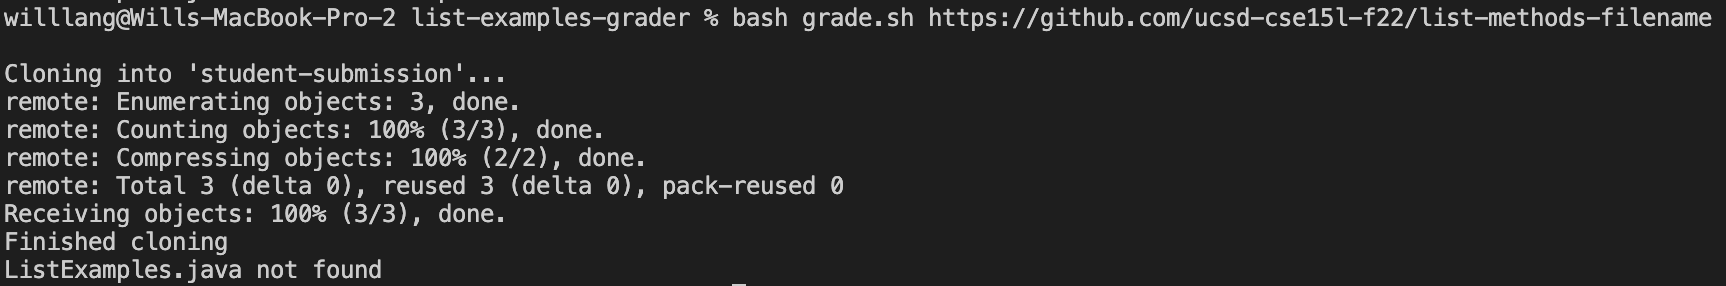 willlang@Wills-MacBook-Pro-2 list-examples-grader % bash grade.sh https://github.com/ucsd-cse15l-f22/list-methods-filename
Cloning into 'student-submission'...
remote: Enumerating objects: 3, done.
remote: Counting objects: 100% (3/3), done.
remote: Compressing objects: 100% (2/2), done.
remote: Total 3 (delta 0), reused 3 (delta 0), pack-reused 0
Receiving objects: 100% (3/3), done.
Finished cloning
ListExamples.java not found